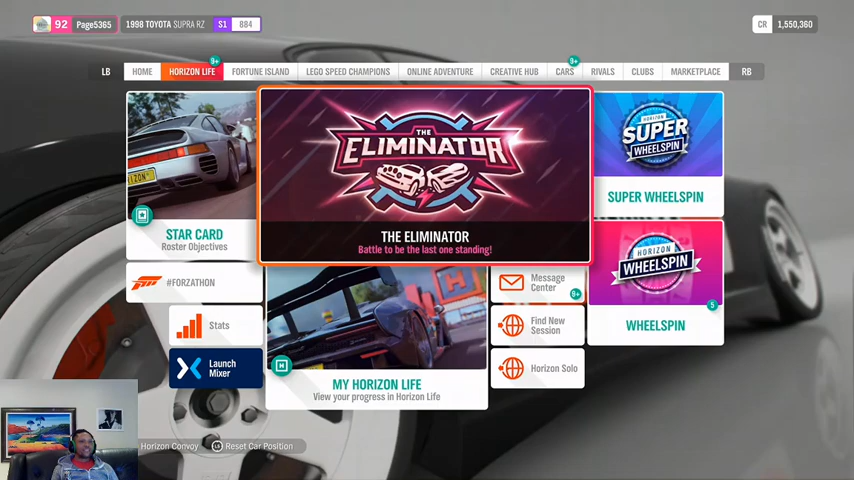 92 Page5365 1998 TOYOTA SUPRA RZ S1 884 CR 1,550,360
LB HOME HORIZON LIFE 9+ FORTUNE ISLAND LEGO SPEED CHAMPIONS ONLINE ADVENTURE CREATIVE HUB CARS 9+ RIVALS CLUBS MARKETPLACE RB
THE
ELIMINATOR
THE ELIMINATOR
Battle to be the last one standing!
STAR CARD
Roster Objectives
HORIZON
SUPER
WHEELSPIN
SUPER WHEELSPIN
#FORZATHON
Stats
Launch
Mixer
MY HORIZON LIFE
View your progress in Horizon Life
Message
Center
9+
Find New
Session
Horizon Solo
HORIZON
WHEELSPIN
5
WHEELSPIN
Horizon Convoy LS Reset Car Position